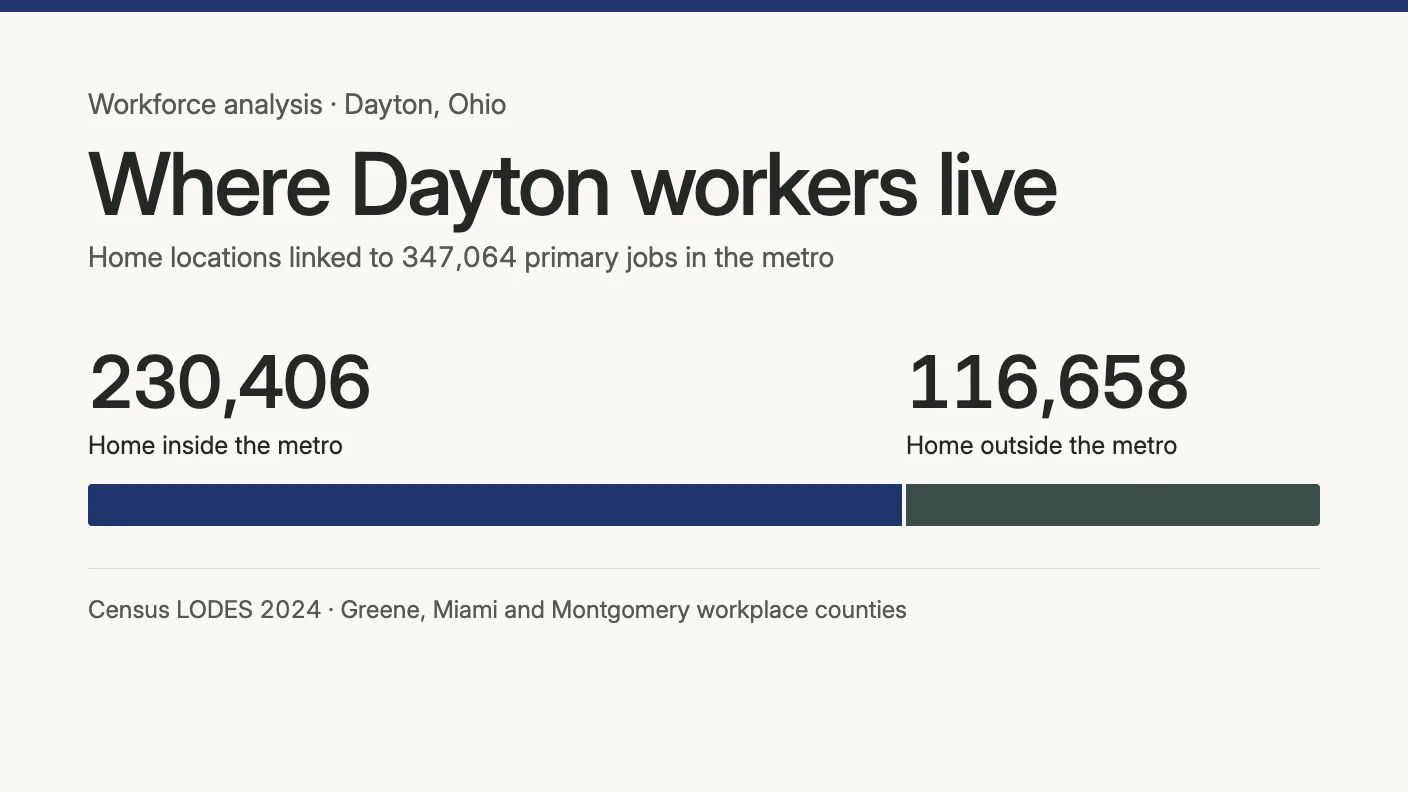 Workforce analysis · Dayton, Ohio
Where Dayton workers live
Home locations linked to 347,064 primary jobs in the metro
230,406
Home inside the metro
116,658
Home outside the metro
Census LODES 2024 · Greene, Miami and Montgomery workplace counties